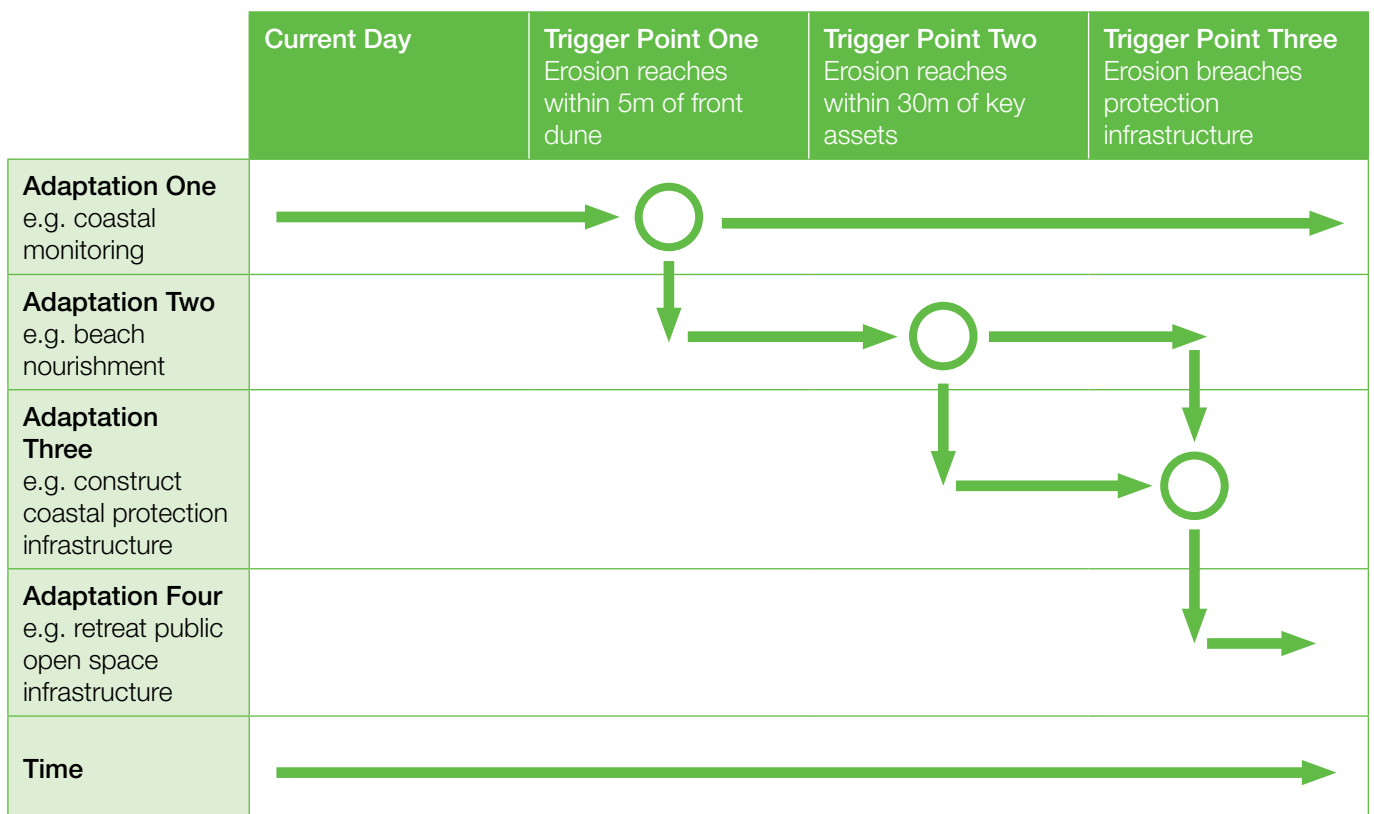 Current Day
Trigger Point One
Erosion reaches
within 5m of front
dune
Trigger Point Two
Erosion reaches
within 30m of key
assets
Trigger Point Three
Erosion breaches
protection
infrastructure
Adaptation One
e.g. coastal
monitoring
Adaptation Two
e.g. beach
nourishment
Adaptation
Three
e.g. construct
coastal protection
infrastructure
Adaptation Four
e.g. retreat public
open space
infrastructure
Time